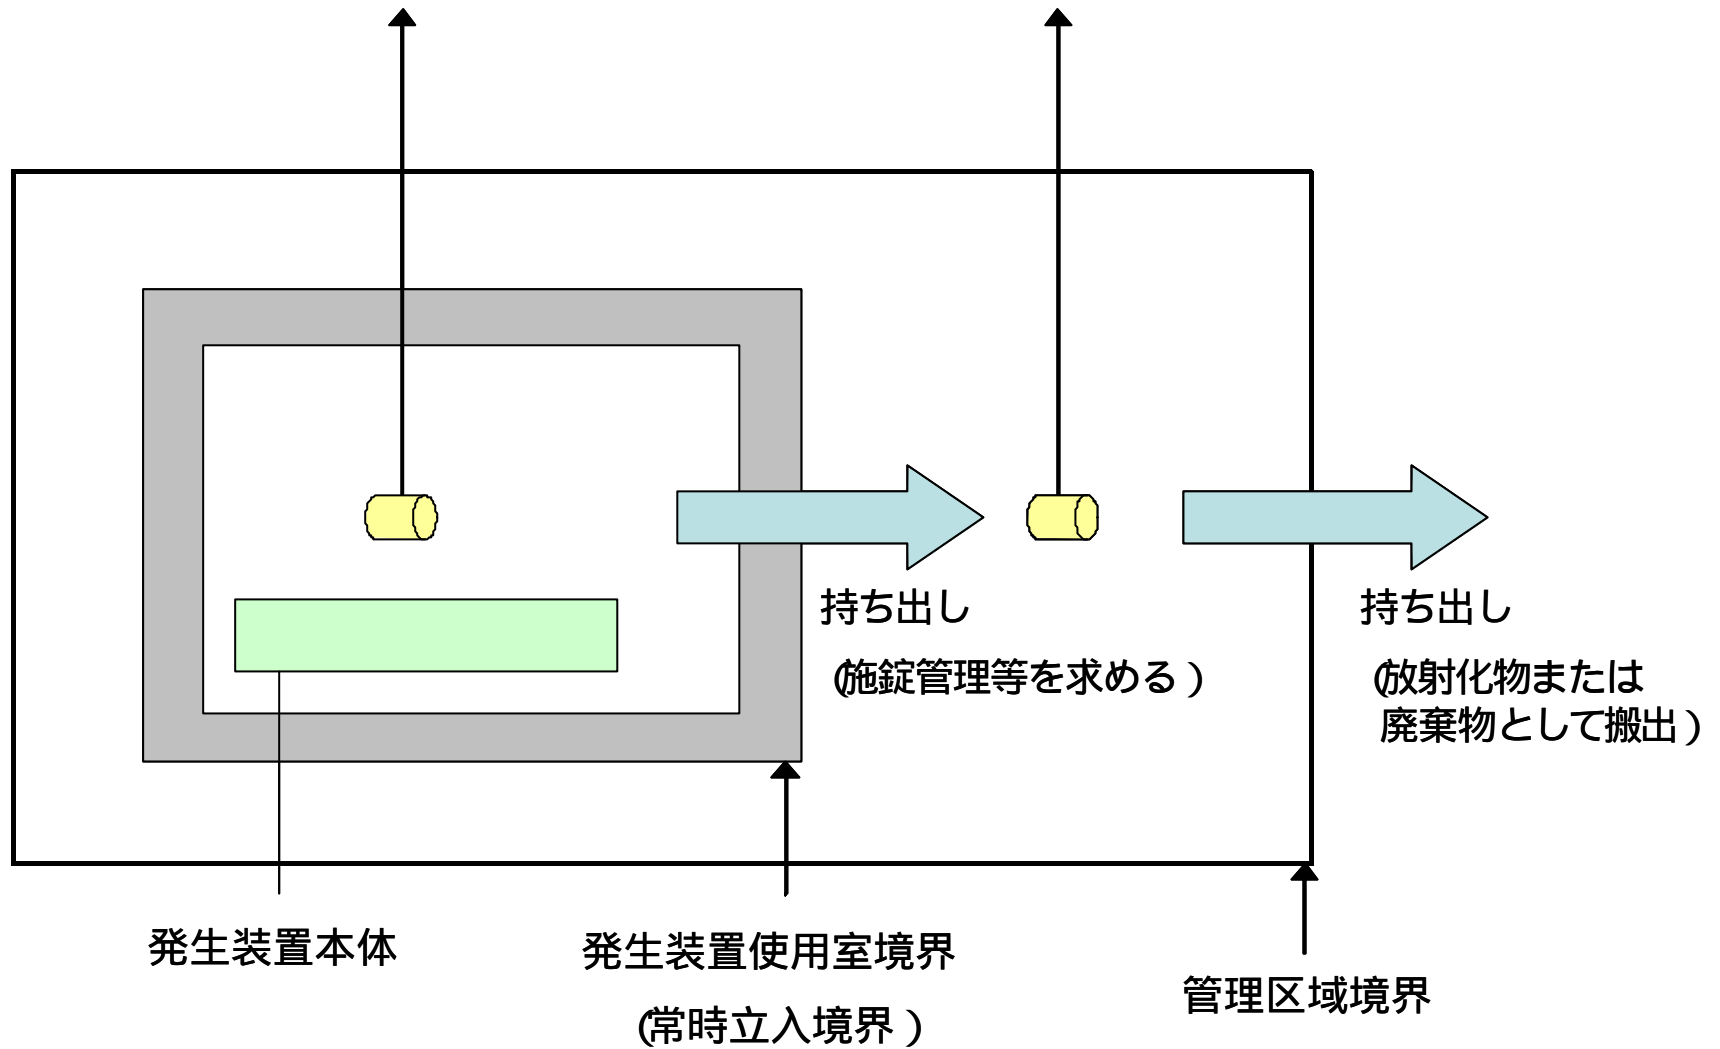 持ち出し
(施錠管理等を求める)
持ち出し
(放射化物または
廃棄物として搬出)
発生装置本体
発生装置使用室境界
(常時立入境界)
管理区域境界